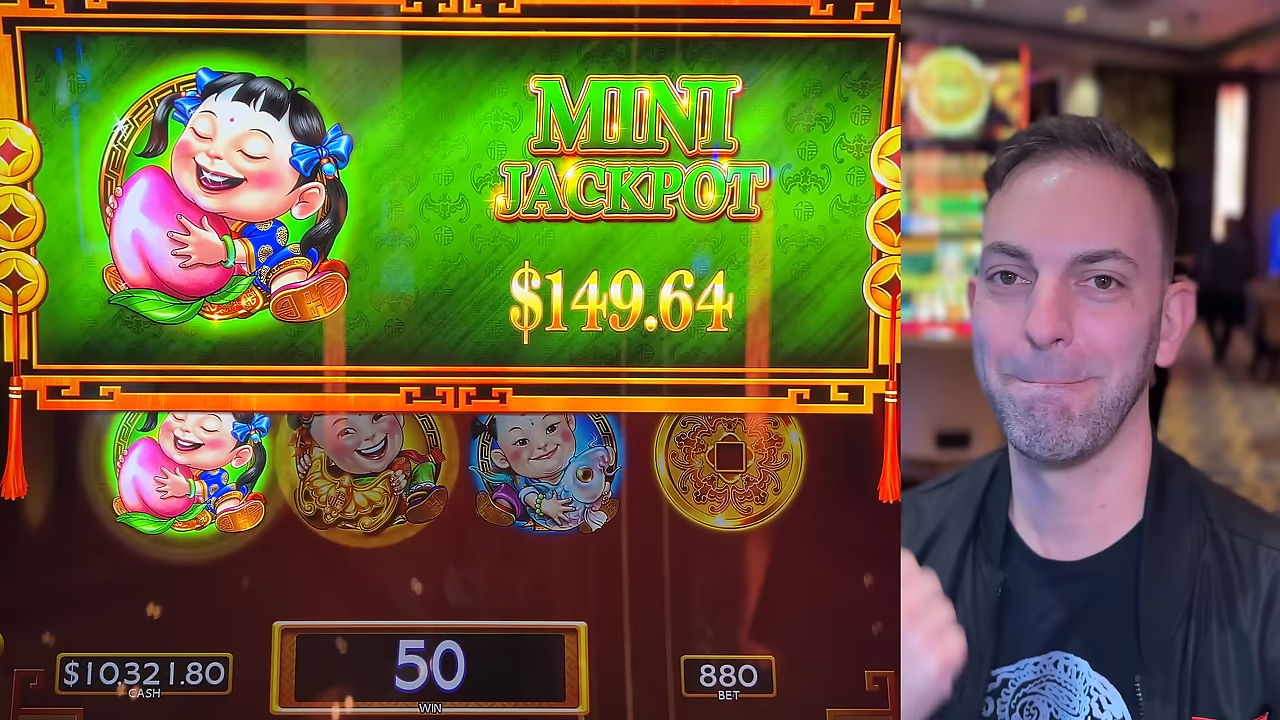 MINI
JACKPOT
$149.64
$10,321.80
CASH
50
WIN
880
BET